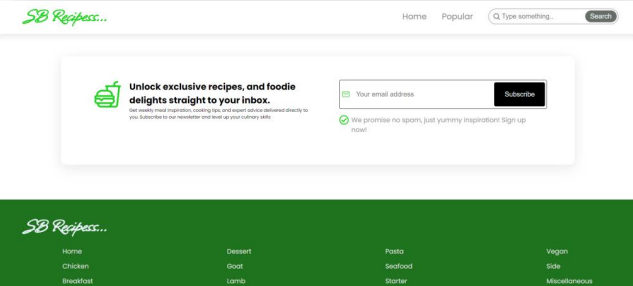 SB Recipess...
Home Popular Type something.. Search
Unlock exclusive recipes, and foodie
delights straight to your inbox.
Get weekly meal inspiration, cooking tips, and expert advice delivered directly to
you. Subscribe to our newsletter and level up your culinary skills
Your email address Subscribe
We promise no spam, just yummy inspiration! Sign up
now!
SB Recipess...
Home Dessert Pasta Vegan
Chicken Goat Seafood Side
Breakfast Lamb Starter Miscellaneous